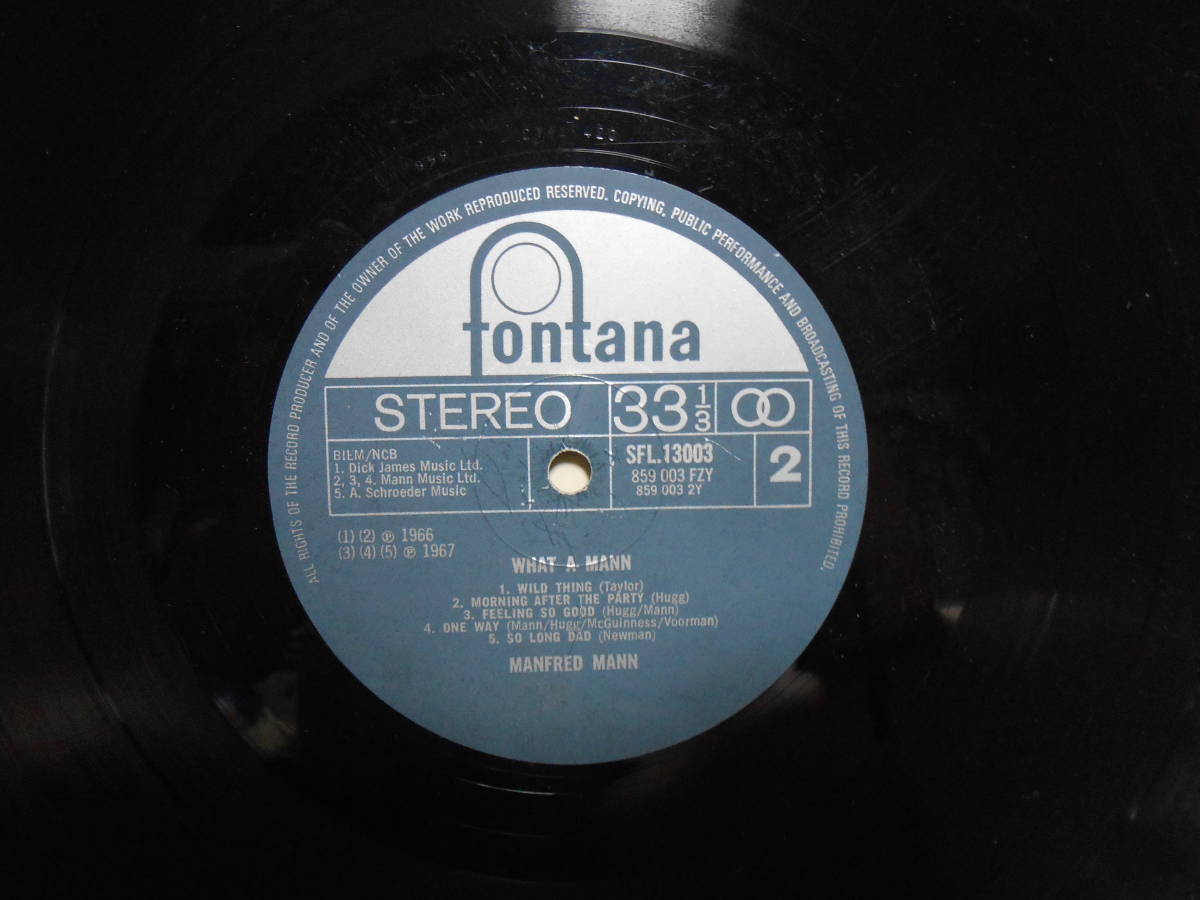 ALL RIGHTS OF THE RECORD PRODUCER AND OF THE OWNER OF THE WORK REPRODUCED RESERVED. COPYING, PUBLIC PERFORMANCE AND BROADCASTING OF THIS RECORD PROHIBITED.
fontana
STEREO 33 1/3
BIEM/NCB
1. Dick James Music Ltd.
2, 3, 4. Mann Music Ltd.
5. A. Schroeder Music
SFL.13003
859 003 FZY
859 003 2Y
2
(1) (2) ℗ 1966
(3) (4) (5) ℗ 1967
WHAT A MANN
1. WILD THING (Taylor)
2. MORNING AFTER THE PARTY (Hugg)
3. FEELING SO GOOD (Hugg/Mann)
4. ONE WAY (Mann/Hugg/McGuinness/Voorman)
5. SO LONG DAD (Newman)
MANFRED MANN